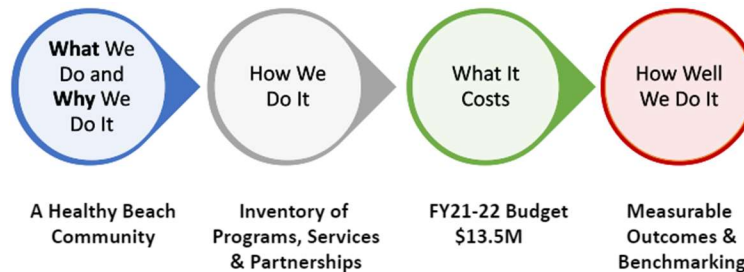 What We
Do and
Why We
Do It
How We
Do It
What It
Costs
How Well
We Do It
A Healthy Beach
Community
Inventory of
Programs, Services
& Partnerships
FY21-22 Budget
$13.5M
Measurable
Outcomes &
Benchmarking